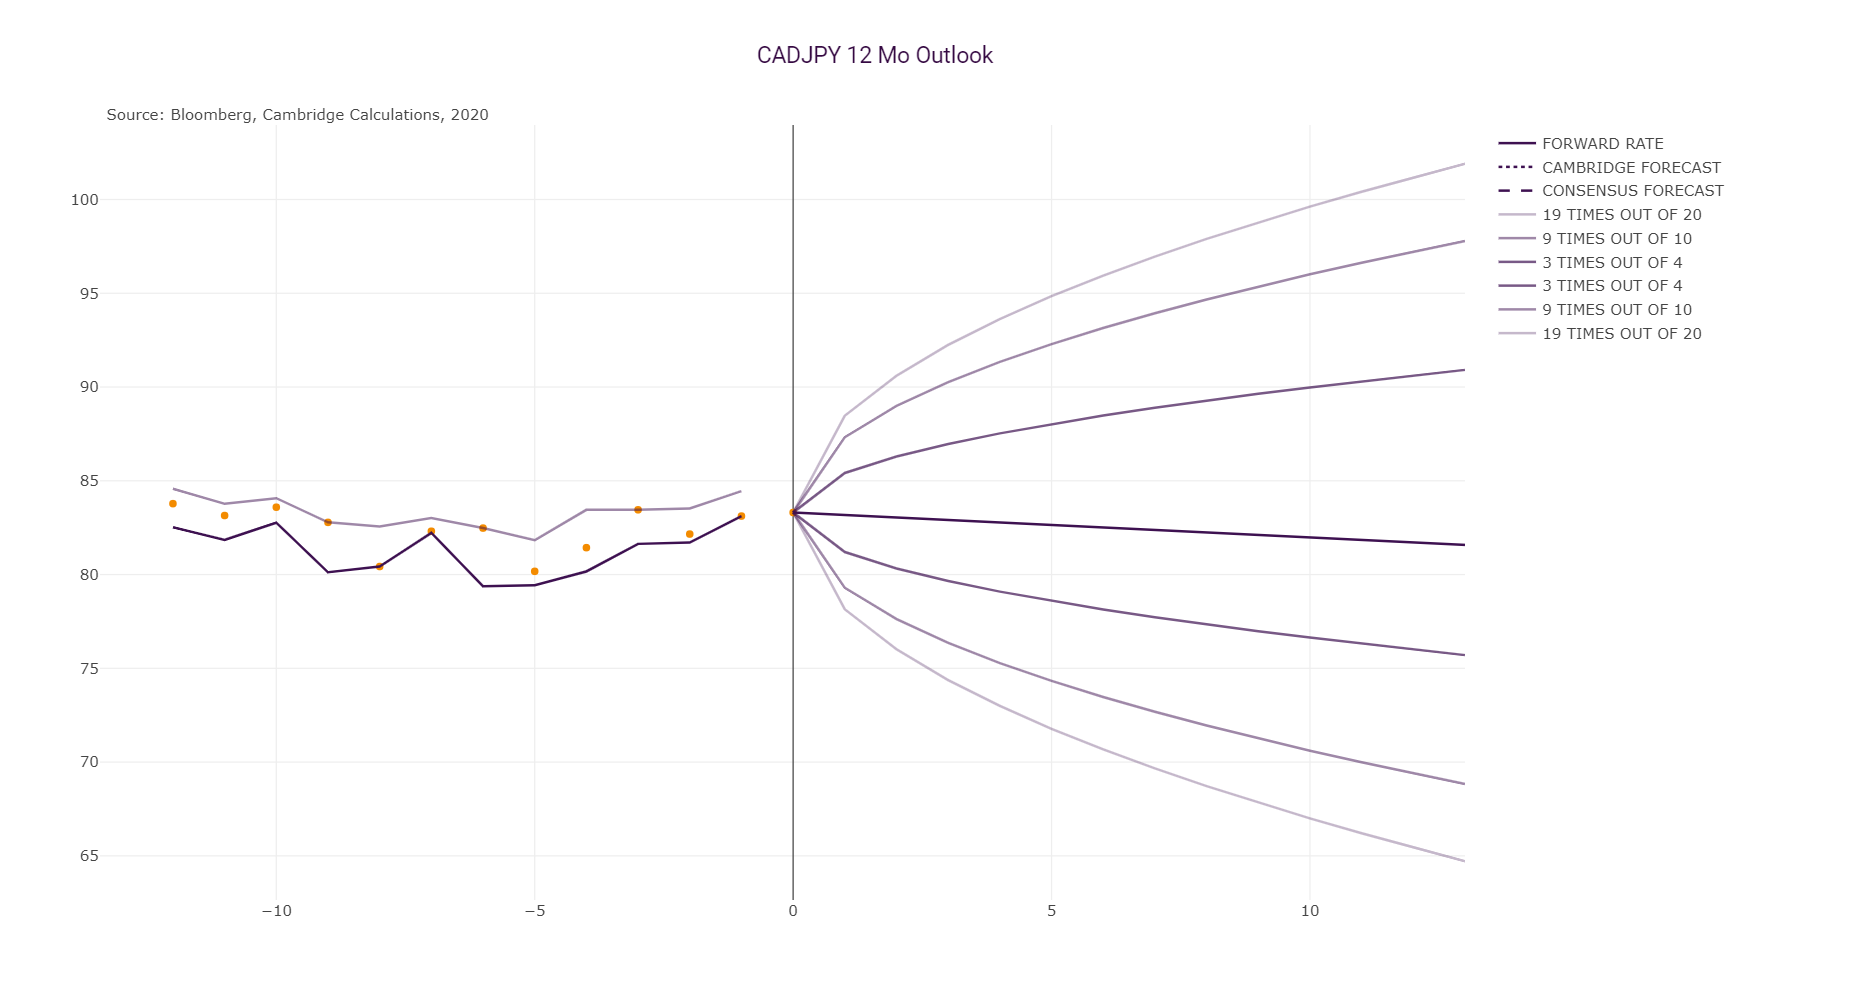 CADJPY 12 Mo Outlook
Source: Bloomberg, Cambridge Calculations, 2020
FORWARD RATE
CAMBRIDGE FORECAST
CONSENSUS FORECAST
19 TIMES OUT OF 20
9 TIMES OUT OF 10
3 TIMES OUT OF 4
3 TIMES OUT OF 4
9 TIMES OUT OF 10
19 TIMES OUT OF 20
100
95
90
85
80
75
70
65
−10 −5 0 5 10